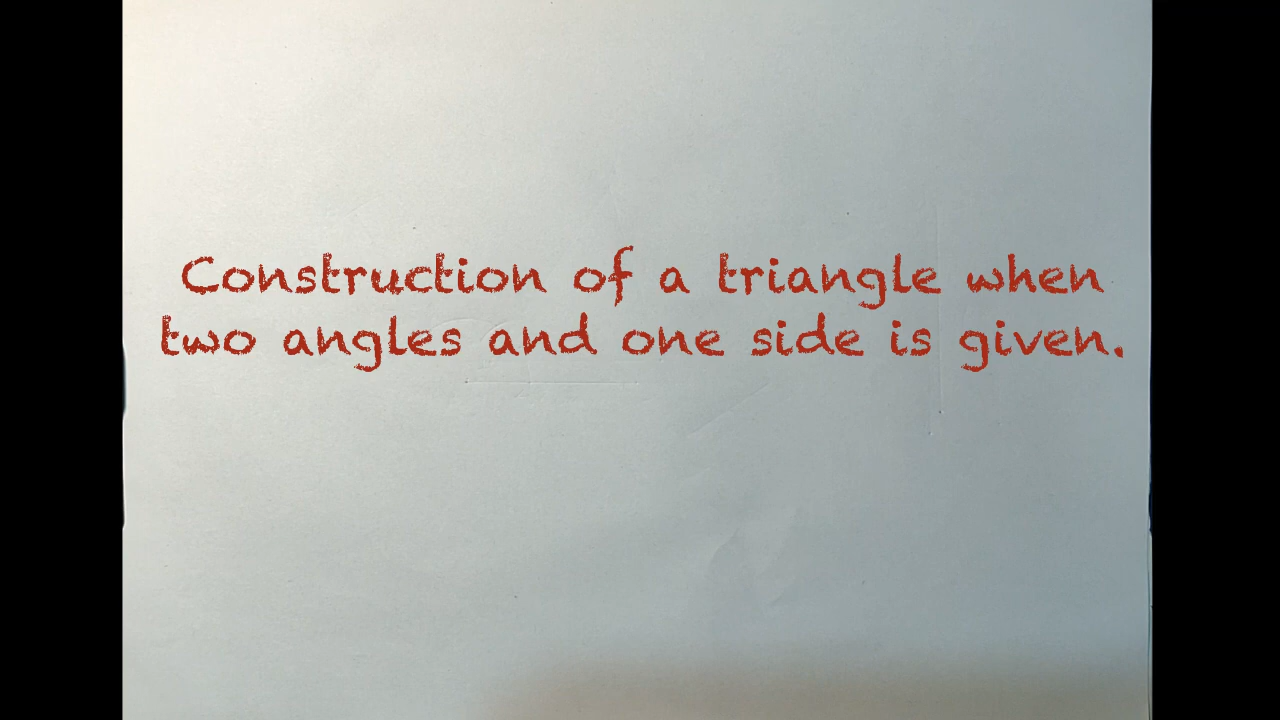 Construction of a triangle when
two angles and one side is given.